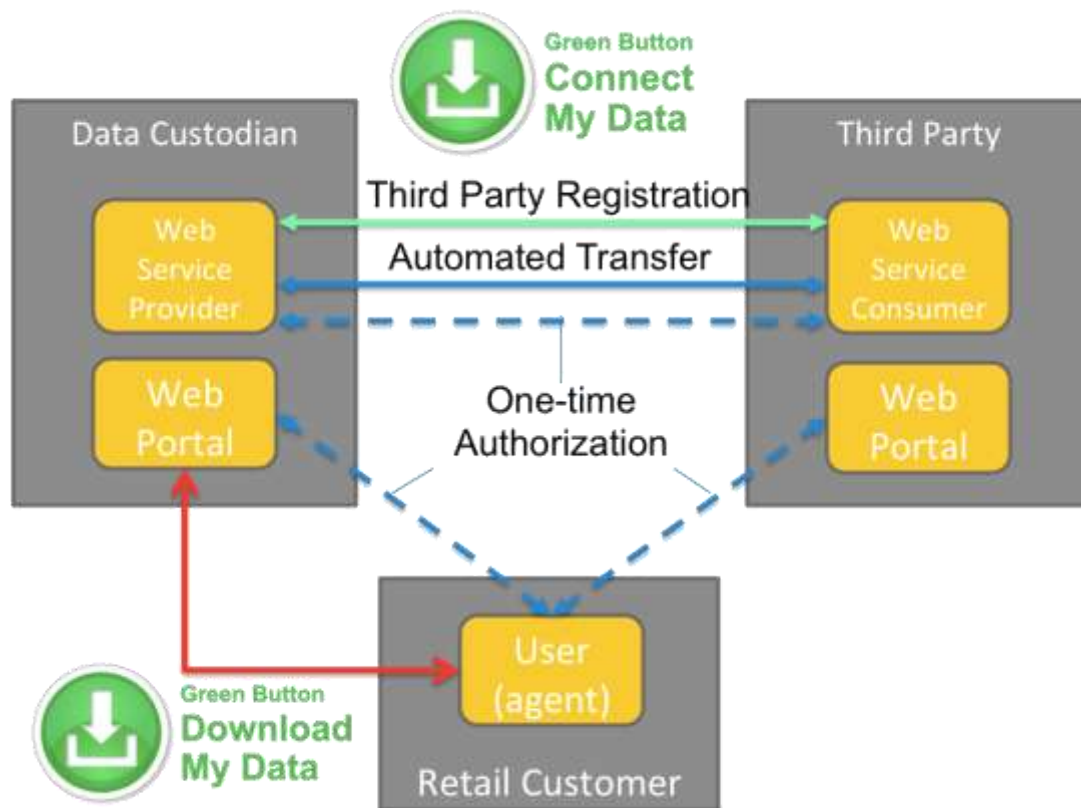 Green Button
Connect
My Data
Data Custodian
Third Party
Third Party Registration
Web
Service
Provider
Web
Service
Consumer
Automated Transfer
One-time
Authorization
Web
Portal
Web
Portal
User
(agent)
Retail Customer
Green Button
Download
My Data